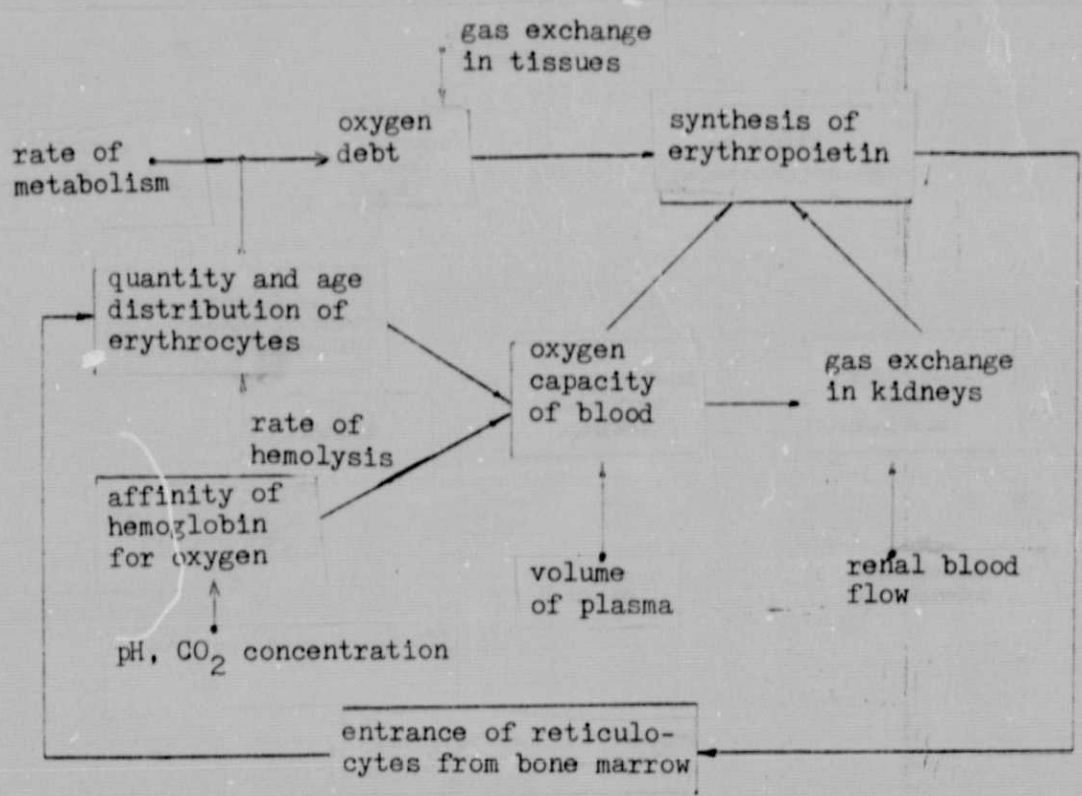 gas exchange
in tissues
oxygen
debt
synthesis of
erythropoietin
rate of
metabolism
quantity and age
distribution of
erythrocytes
oxygen
capacity
of blood
gas exchange
in kidneys
rate of
hemolysis
affinity of
hemoglobin
for oxygen
volume
of plasma
renal blood
flow
pH, CO₂ concentration
entrance of reticulo-
cytes from bone marrow